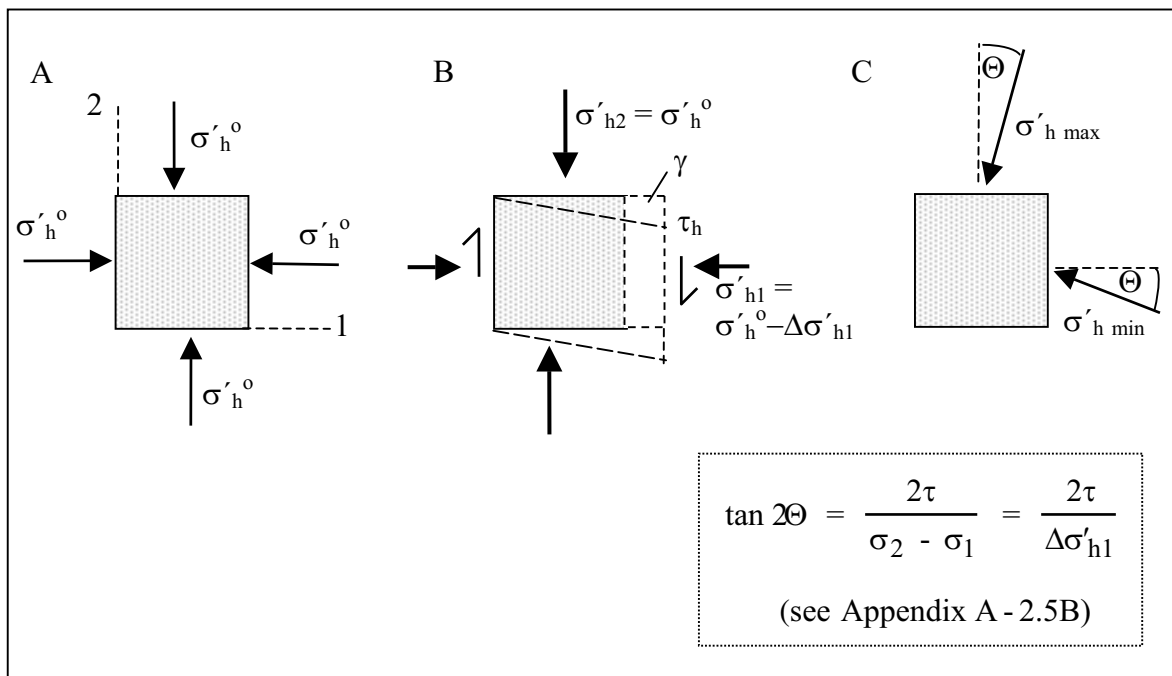 A
2
σ′h°
σ′h°
σ′h°
1
σ′h°
B
σ′h2 = σ′h°
γ
τh
σ′h1 =
σ′h°–Δσ′h1
C
Θ
σ′h max
Θ
σ′h min
tan 2Θ = 2τ / (σ2 - σ1) = 2τ / Δσ′h1
(see Appendix A - 2.5B)